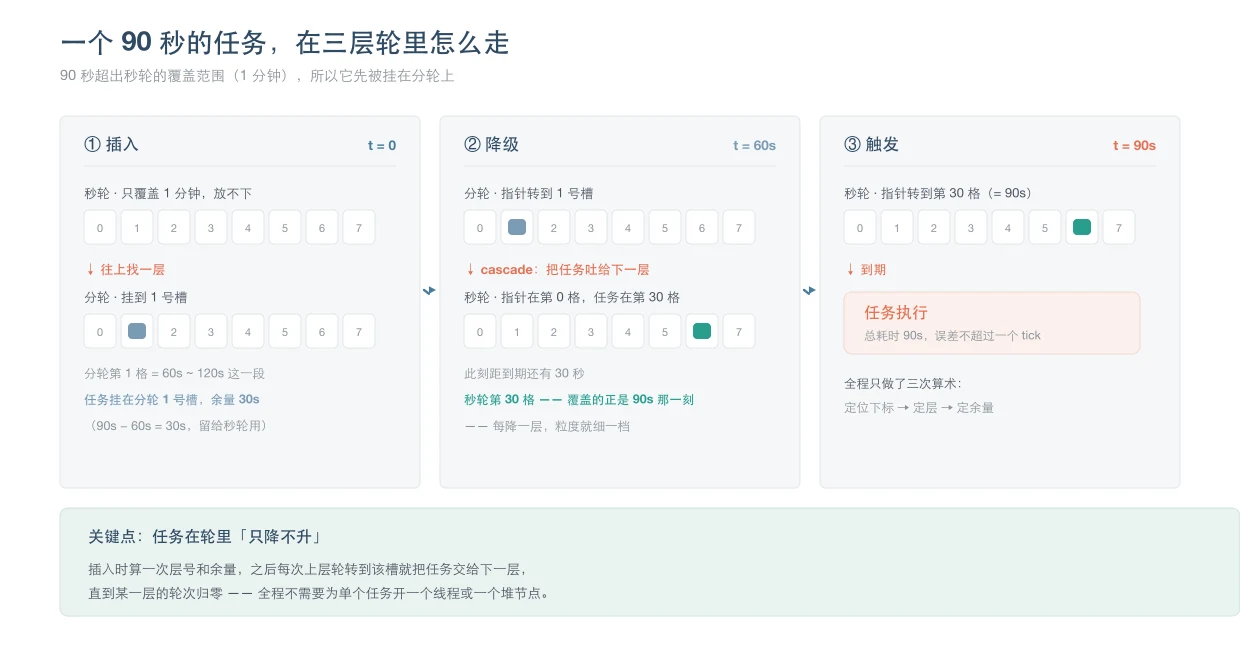 一个 90 秒的任务，在三层轮里怎么走
90 秒超出秒轮的覆盖范围（1 分钟），所以它先被挂在分轮上
① 插入
t = 0
秒轮 · 只覆盖 1 分钟，放不下
0 1 2 3 4 5 6 7
↓ 往上找一层
分轮 · 挂到 1 号槽
0 2 3 4 5 6 7
分轮第 1 格 = 60s ~ 120s 这一段
任务挂在分轮 1 号槽，余量 30s
（90s − 60s = 30s，留给秒轮用）
② 降级
t = 60s
分轮 · 指针转到 1 号槽
0 2 3 4 5 6 7
↓ cascade：把任务吐给下一层
秒轮 · 指针在第 0 格，任务在第 30 格
0 1 2 3 4 5 7
此刻距到期还有 30 秒
秒轮第 30 格 —— 覆盖的正是 90s 那一刻
—— 每降一层，粒度就细一档
③ 触发
t = 90s
秒轮 · 指针转到第 30 格（= 90s）
0 1 2 3 4 5 7
↓ 到期
任务执行
总耗时 90s，误差不超过一个 tick
全程只做了三次算术：
定位下标 → 定层 → 定余量
关键点：任务在轮里「只降不升」
插入时算一次层号和余量，之后每次上层轮转到该槽就把任务交给下一层，
直到某一层的轮次归零 —— 全程不需要为单个任务开一个线程或一个堆节点。